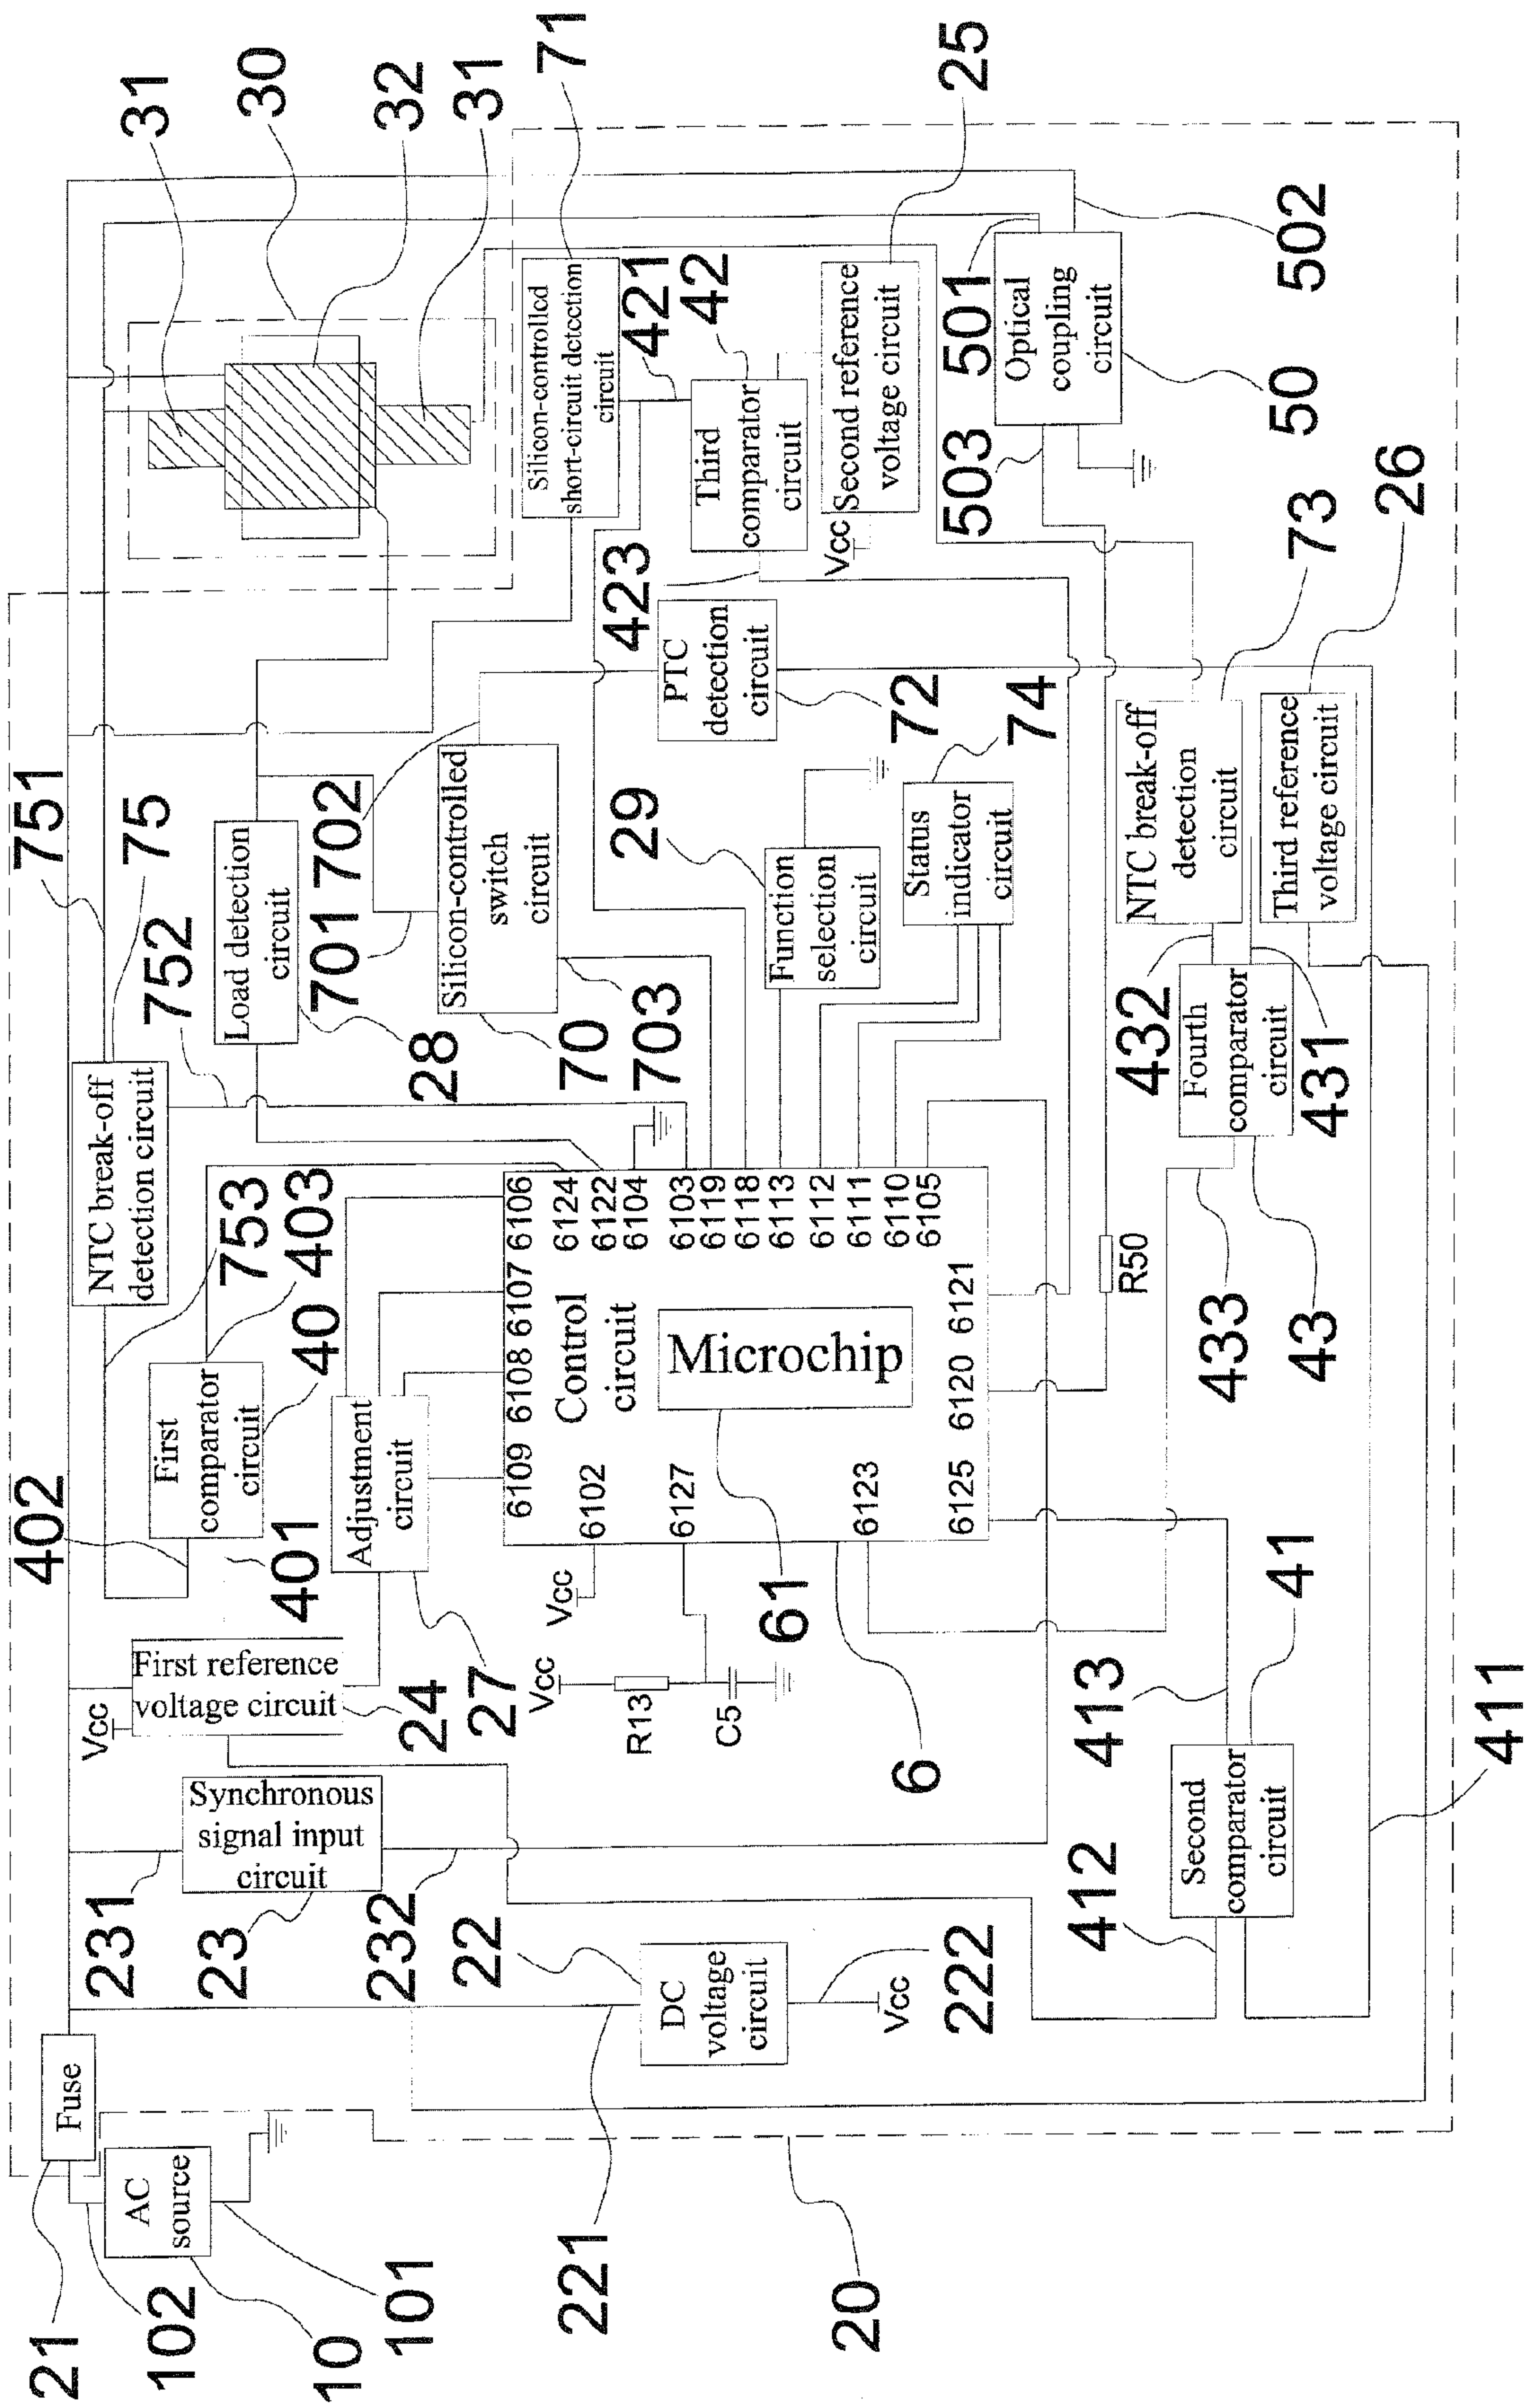 21
102
10
101
Fuse
AC
source
221
20
231
23
232
22
222
DC
voltage
circuit
Vcc
Synchronous
signal input
circuit
Vcc
First reference
voltage circuit
24
27
402
401
First
comparator
circuit
40
403
753
NTC break-off
detection circuit
752
75
751
Adjustment
circuit
Load detection
circuit
28
701
702
Silicon-controlled
switch
circuit
70
703
31
30
32
31
71
Silicon-controlled
short-circuit detection
circuit
421
42
423
Third
comparator
circuit
25
Second reference
voltage circuit
Vcc
PTC
detection
circuit
72
29
Function
selection
circuit
74
Status
indicator
circuit
501
502
503
Optical
coupling
circuit
50
73
26
NTC break-off
detection
circuit
Third reference
voltage circuit
432
431
Fourth
comparator
circuit
433
43
R50
6109
6108
6107
6106
6124
6122
6104
6103
6119
6118
6113
6112
6111
6110
6105
6102
6127
6123
6125
6120
6121
Control
circuit
Microchip
61
6
Vcc
Vcc
R13
C5
413
41
412
411
Second
comparator
circuit